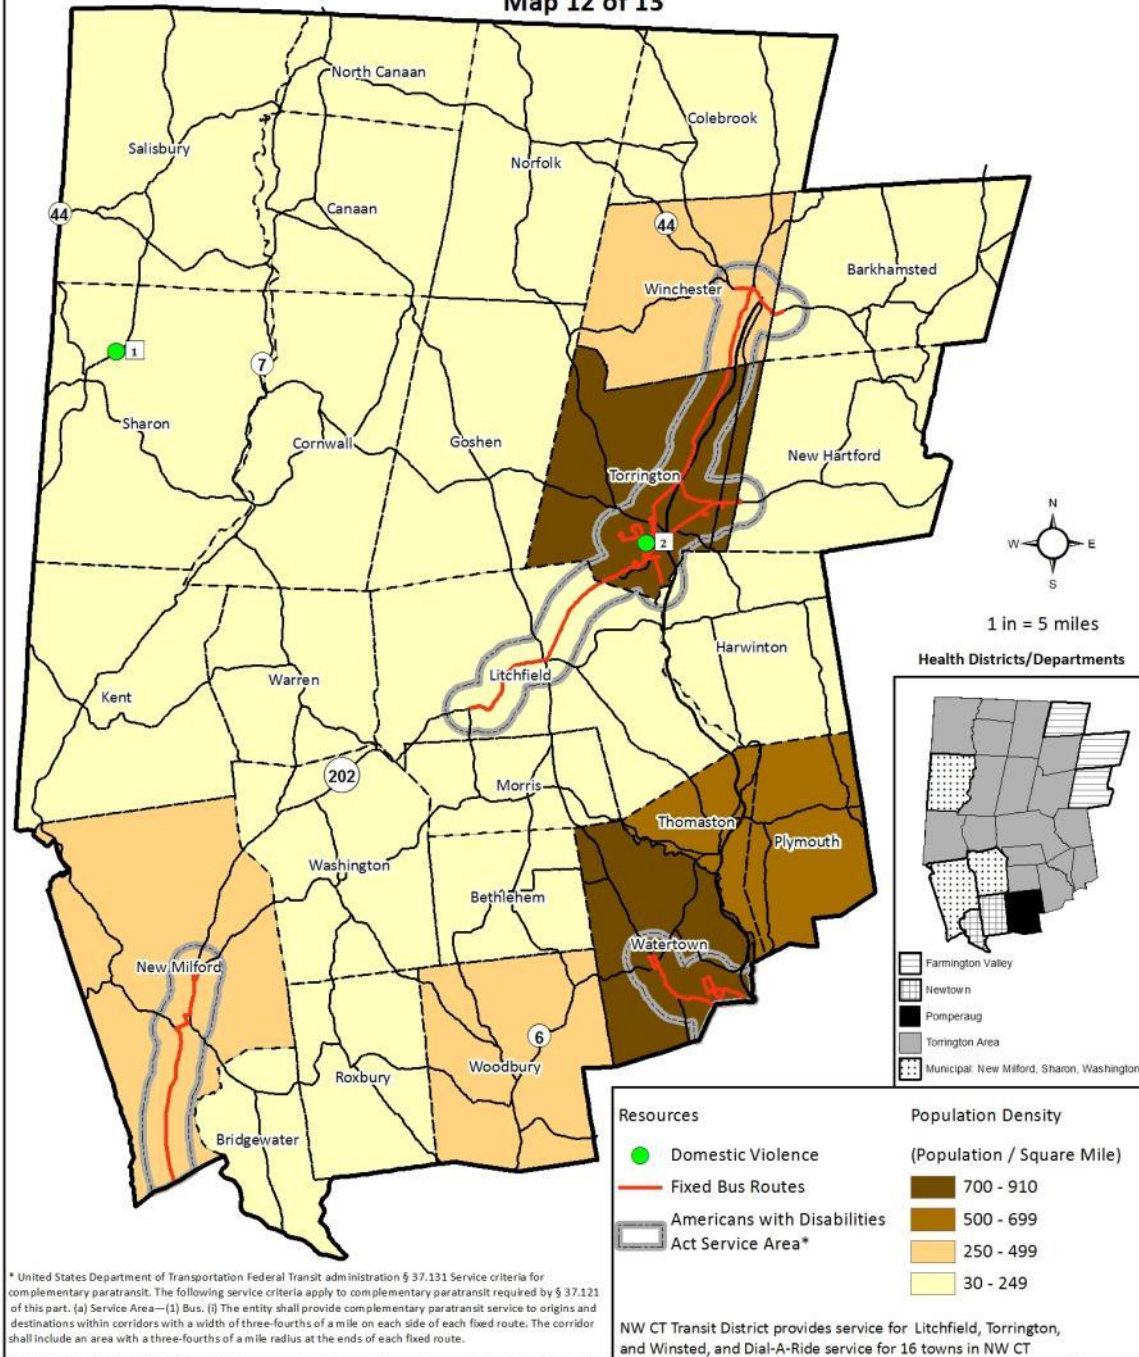 Map 12 of 13
North Canaan
Colebrook
Salisbury
Norfolk
Canaan
44
44
Barkhamsted
Winchester
1
7
Sharon
Cornwall
Goshen
New Hartford
Torrington
2
N
W E
S
1 in = 5 miles
Harwinton
Litchfield
Warren
Kent
Health Districts/Departments
202
Morris
Thomaston
Plymouth
Washington
Bethlehem
Watertown
New Milford
Farmington Valley
Newtown
Pomperaug
Torrington Area
Municipal: New Milford, Sharon, Washington
6
Woodbury
Roxbury
Bridgewater
Resources
Domestic Violence
Fixed Bus Routes
Americans with Disabilities
Act Service Area*
Population Density
(Population / Square Mile)
700 - 910
500 - 699
250 - 499
30 - 249
* United States Department of Transportation Federal Transit administration § 37.131 Service criteria for
complementary paratransit. The following service criteria apply to complementary paratransit required by § 37.121
of this part. (a) Service Area—(1) Bus. (i) The entity shall provide complementary paratransit service to origins and
destinations within corridors with a width of three-fourths of a mile on each side of each fixed route. The corridor
shall include an area with a three-fourths of a mile radius at the ends of each fixed route.
NW CT Transit District provides service for Litchfield, Torrington,
and Winsted, and Dial-A-Ride service for 16 towns in NW CT